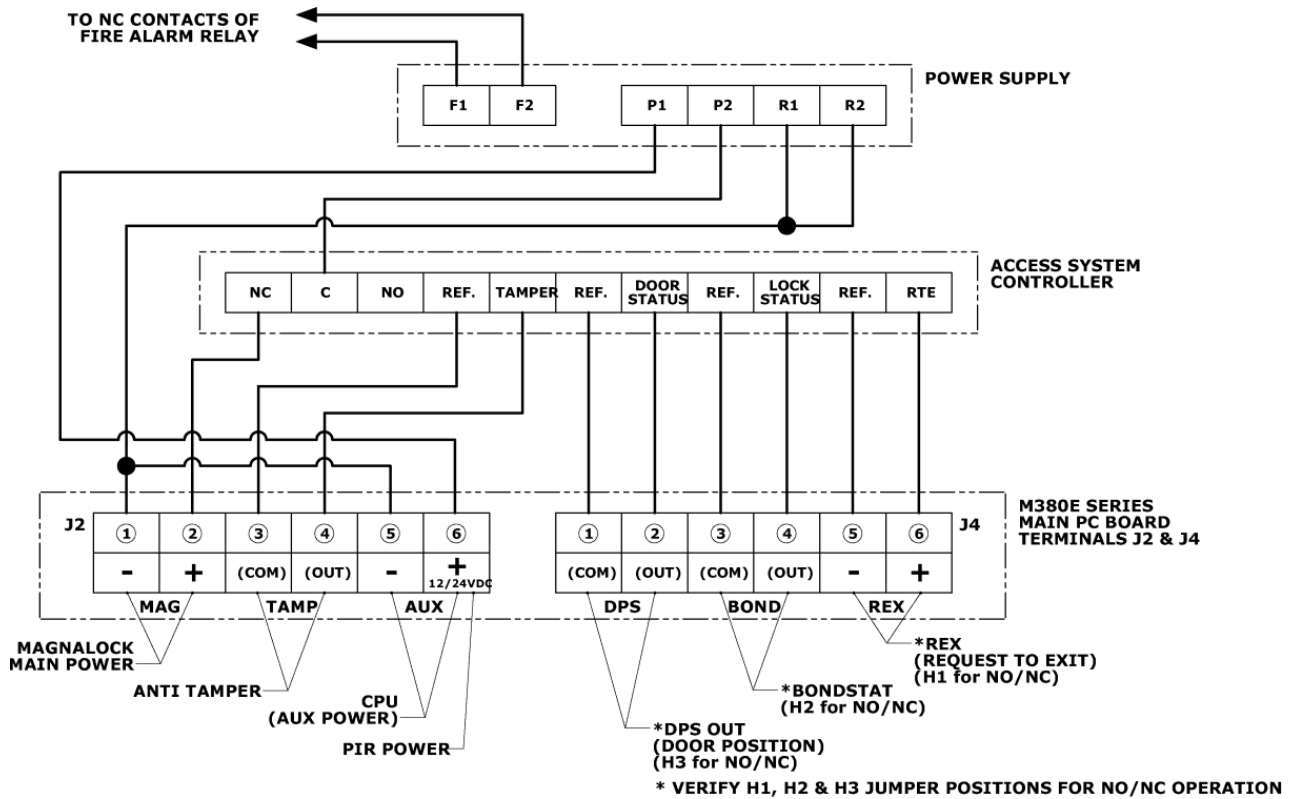 TO NC CONTACTS OF
FIRE ALARM RELAY
POWER SUPPLY
F1 F2 P1 P2 R1 R2
ACCESS SYSTEM
CONTROLLER
NC C NO REF. TAMPER REF. DOOR STATUS REF. LOCK STATUS REF. RTE
M380E SERIES
MAIN PC BOARD
TERMINALS J2 & J4
J2 1 2 3 4 5 6 1 2 3 4 5 6 J4
- + (COM) (OUT) - + 12/24VDC (COM) (OUT) (COM) (OUT) - +
MAG TAMP AUX DPS BOND REX
MAGNALOCK
MAIN POWER
ANTI TAMPER
CPU
(AUX POWER)
PIR POWER
*REX
(REQUEST TO EXIT)
(H1 for NO/NC)
*BONDSTAT
(H2 for NO/NC)
*DPS OUT
(DOOR POSITION)
(H3 for NO/NC)
* VERIFY H1, H2 & H3 JUMPER POSITIONS FOR NO/NC OPERATION